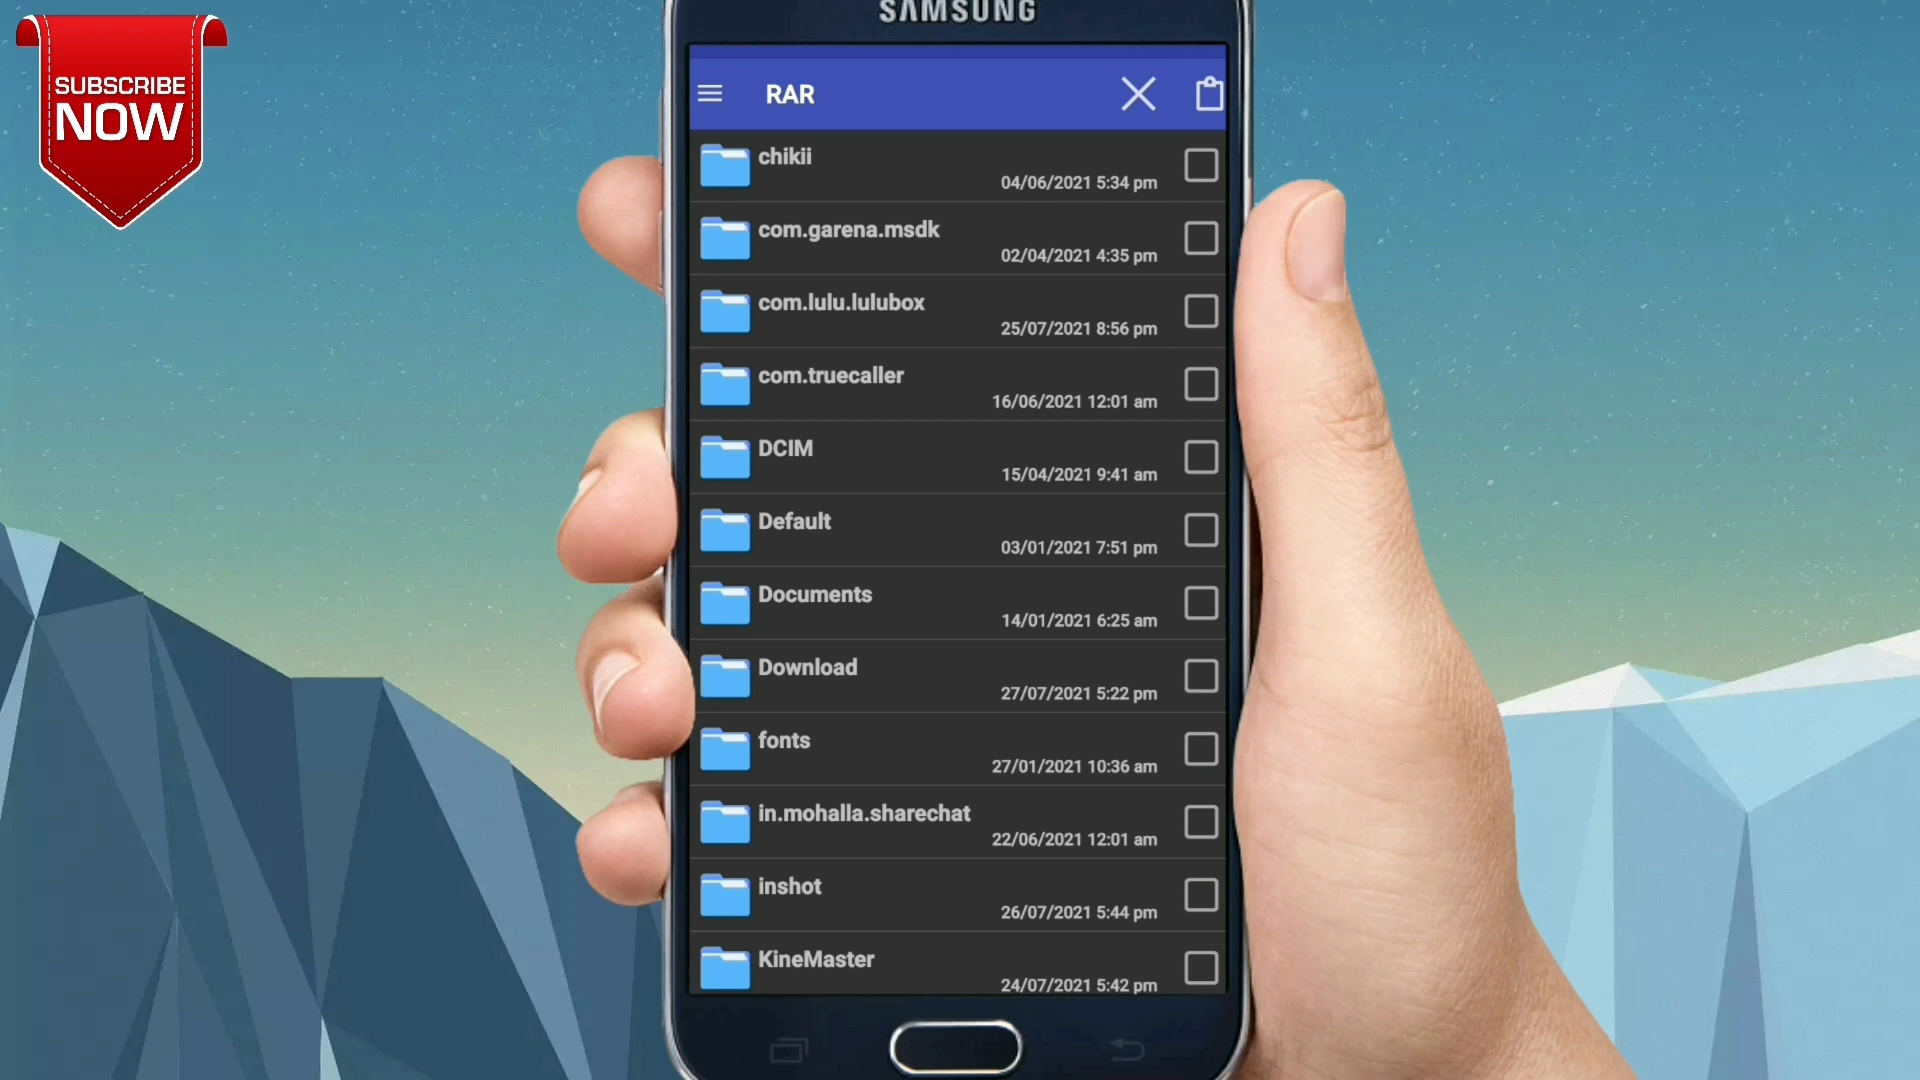 SUBSCRIBE
NOW
SAMSUNG
RAR
chikii
04/06/2021 5:34 pm
com.garena.msdk
02/04/2021 4:35 pm
com.lulu.lulubox
25/07/2021 8:56 pm
com.truecaller
16/06/2021 12:01 am
DCIM
15/04/2021 9:41 am
Default
03/01/2021 7:51 pm
Documents
14/01/2021 6:25 am
Download
27/07/2021 5:22 pm
fonts
27/01/2021 10:36 am
in.mohalla.sharechat
22/06/2021 12:01 am
inshot
26/07/2021 5:44 pm
KineMaster
24/07/2021 5:42 pm